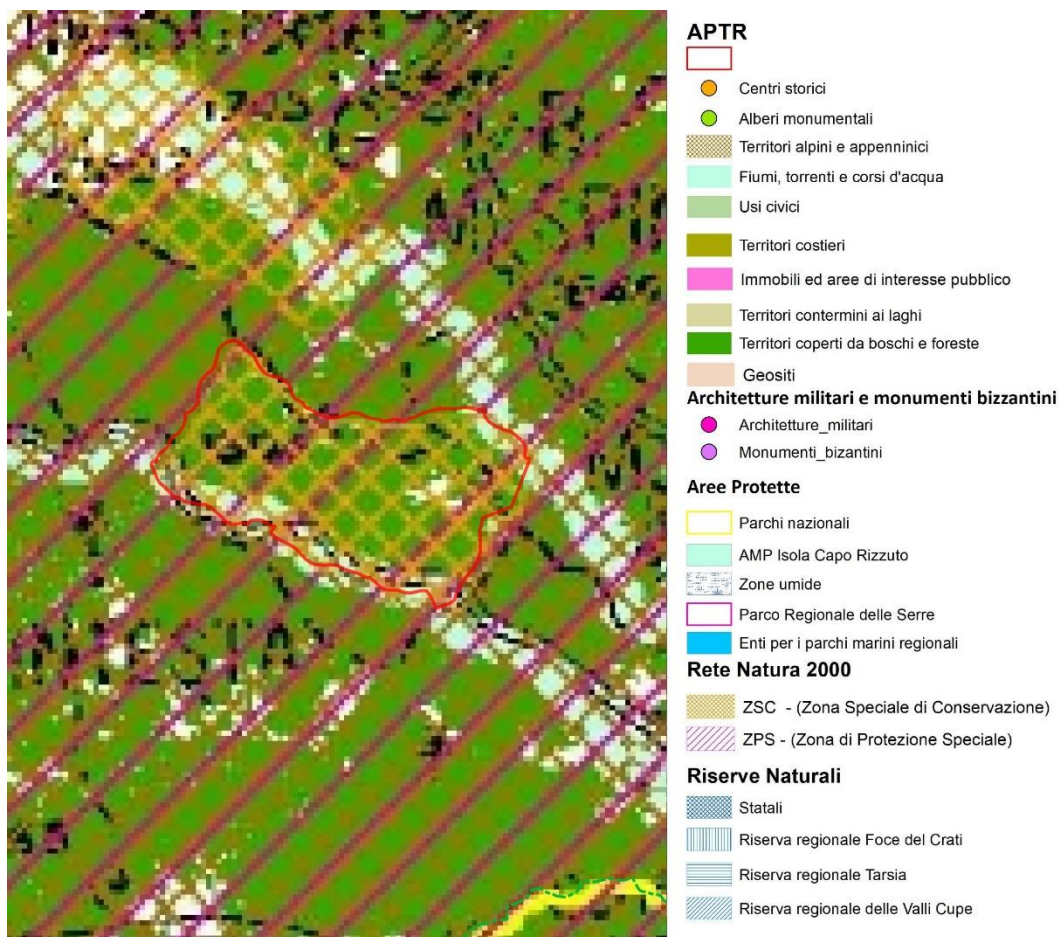 APTR
Centri storici
Alberi monumentali
Territori alpini e appenninici
Fiumi, torrenti e corsi d'acqua
Usi civici
Territori costieri
Immobili ed aree di interesse pubblico
Territori contermini ai laghi
Territori coperti da boschi e foreste
Geositi
Architetture militari e monumenti bizzantini
Architetture_militari
Monumenti_bizantini
Aree Protette
Parchi nazionali
AMP Isola Capo Rizzuto
Zone umide
Parco Regionale delle Serre
Enti per i parchi marini regionali
Rete Natura 2000
ZSC - (Zona Speciale di Conservazione)
ZPS - (Zona di Protezione Speciale)
Riserve Naturali
Statali
Riserva regionale Foce del Crati
Riserva regionale Tarsia
Riserva regionale delle Valli Cupe